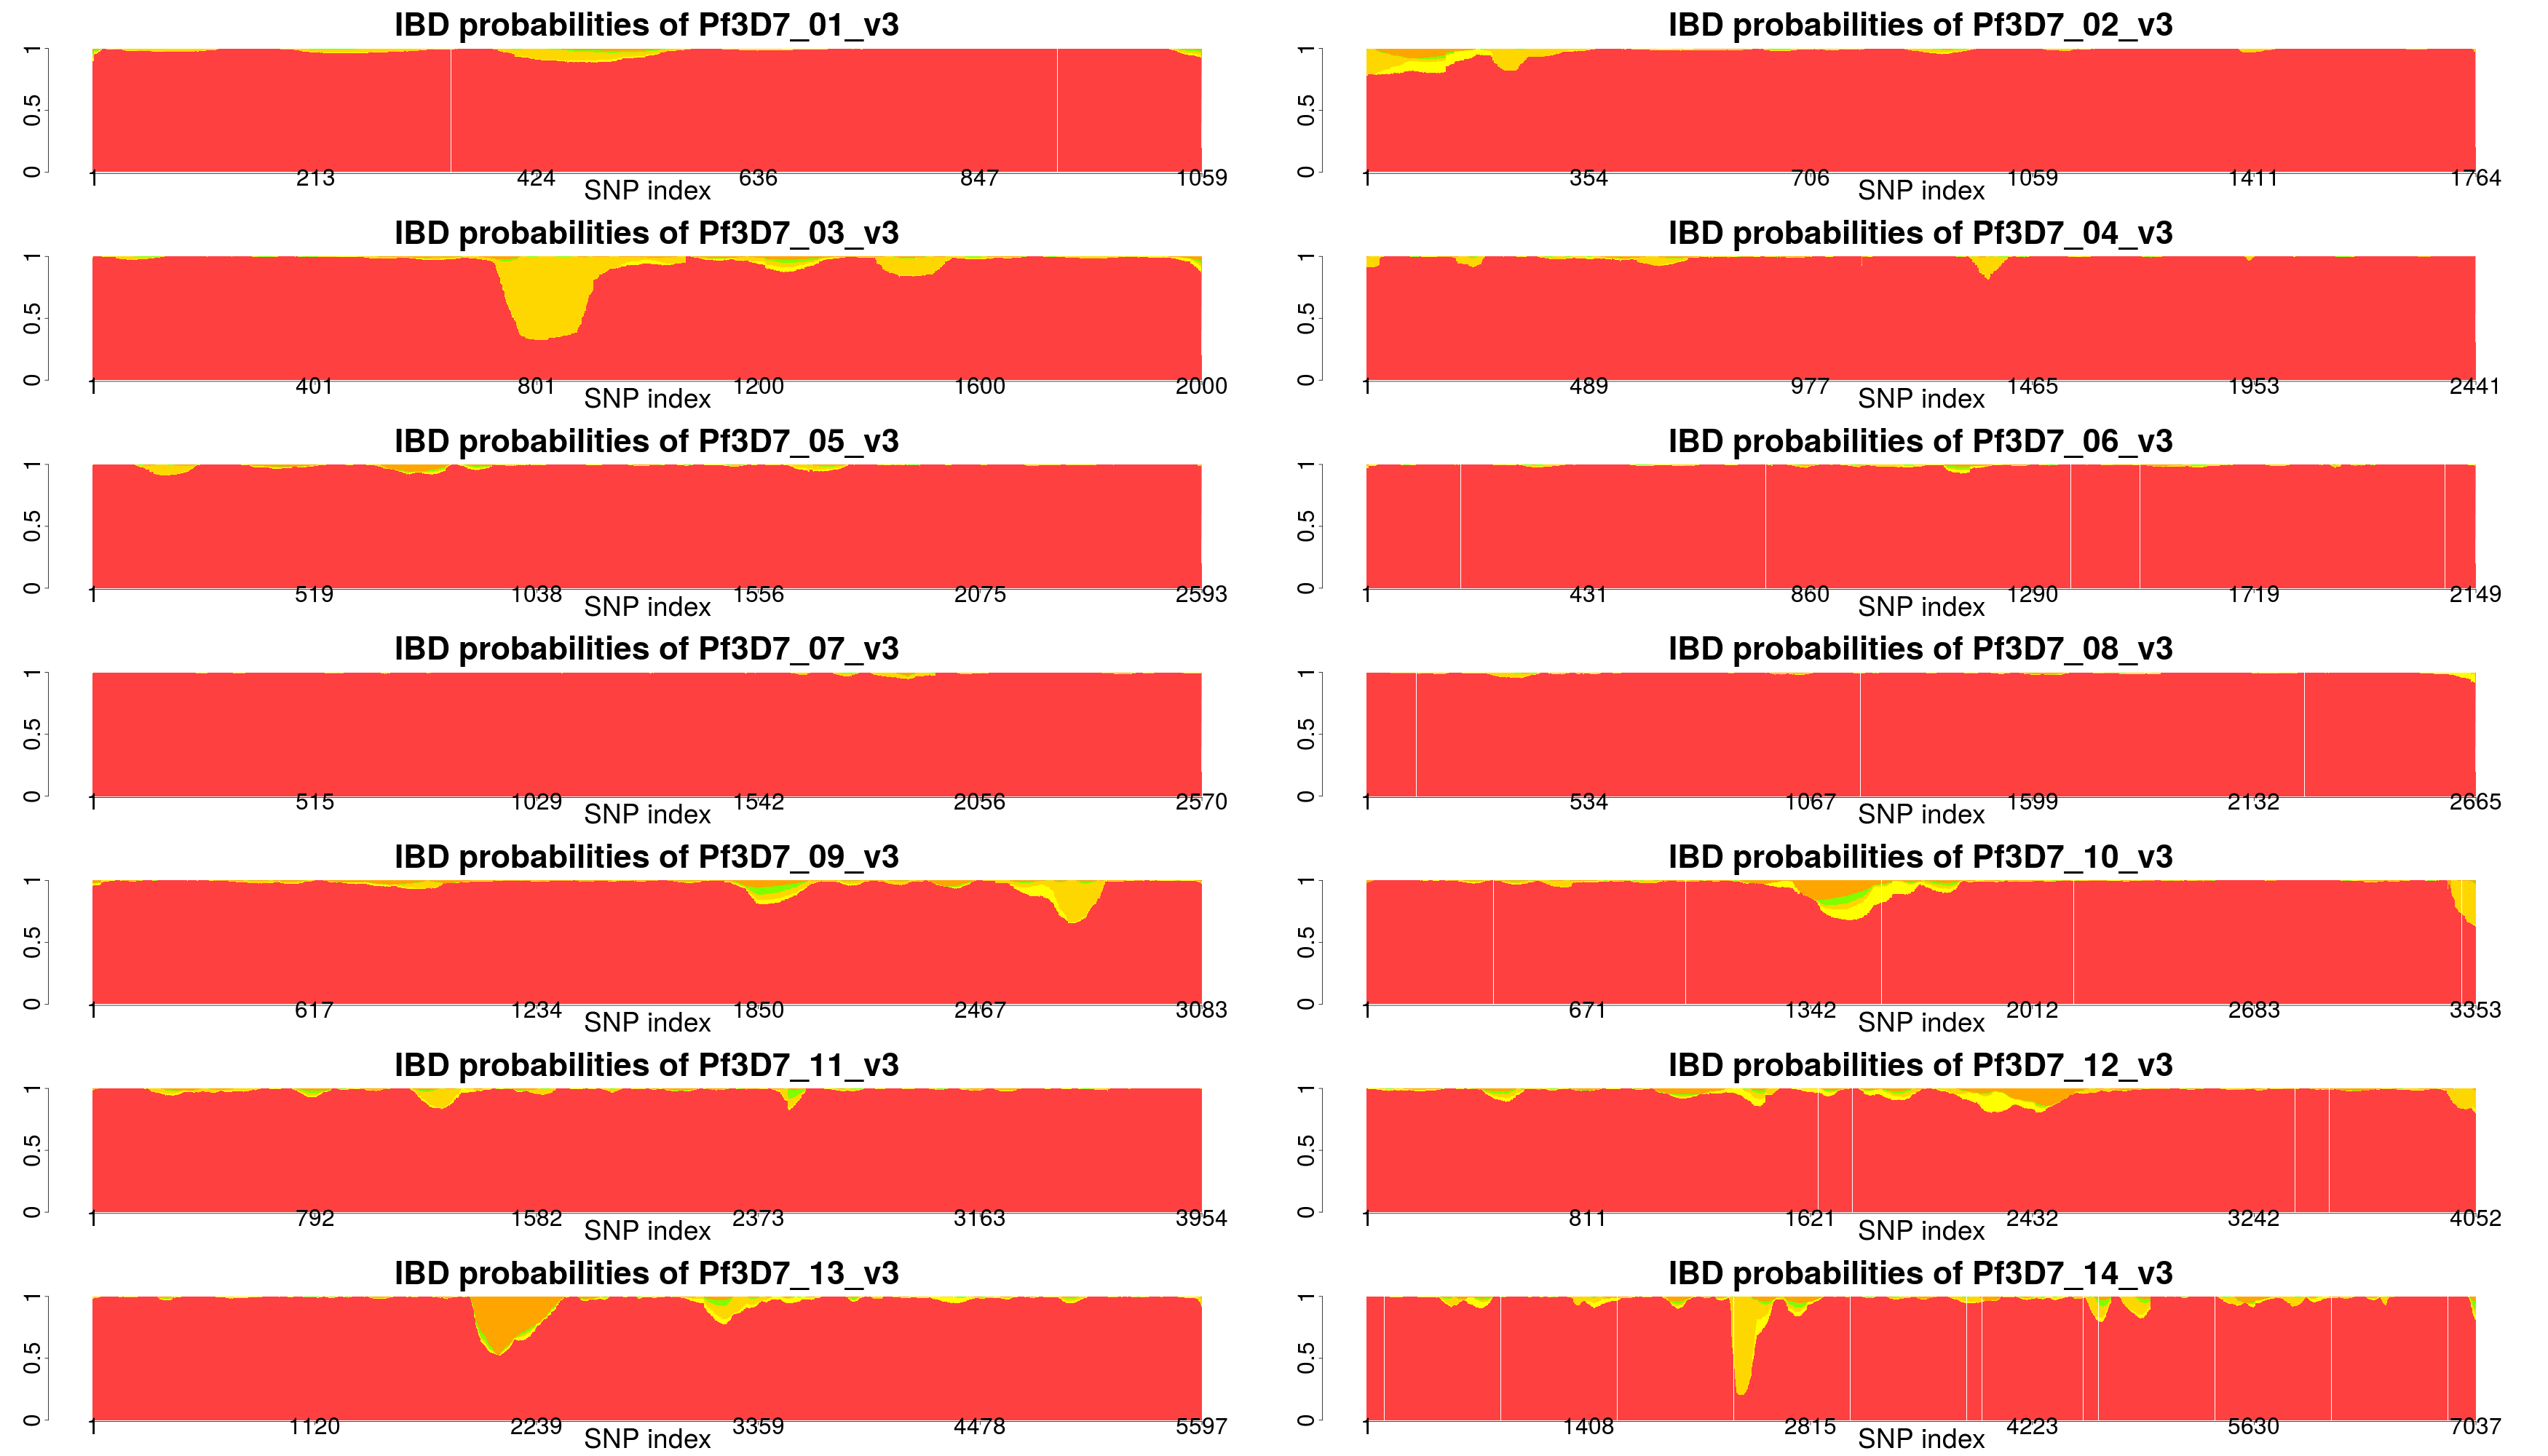 IBD probabilities of Pf3D7_01_v3
0 0.5 1
1 213 424 636 847 1059
SNP index
IBD probabilities of Pf3D7_02_v3
0 0.5 1
1 354 706 1059 1411 1764
SNP index
IBD probabilities of Pf3D7_03_v3
0 0.5 1
1 401 801 1200 1600 2000
SNP index
IBD probabilities of Pf3D7_04_v3
0 0.5 1
1 489 977 1465 1953 2441
SNP index
IBD probabilities of Pf3D7_05_v3
0 0.5 1
1 519 1038 1556 2075 2593
SNP index
IBD probabilities of Pf3D7_06_v3
0 0.5 1
1 431 860 1290 1719 2149
SNP index
IBD probabilities of Pf3D7_07_v3
0 0.5 1
1 515 1029 1542 2056 2570
SNP index
IBD probabilities of Pf3D7_08_v3
0 0.5 1
1 534 1067 1599 2132 2665
SNP index
IBD probabilities of Pf3D7_09_v3
0 0.5 1
1 617 1234 1850 2467 3083
SNP index
IBD probabilities of Pf3D7_10_v3
0 0.5 1
1 671 1342 2012 2683 3353
SNP index
IBD probabilities of Pf3D7_11_v3
0 0.5 1
1 792 1582 2373 3163 3954
SNP index
IBD probabilities of Pf3D7_12_v3
0 0.5 1
1 811 1621 2432 3242 4052
SNP index
IBD probabilities of Pf3D7_13_v3
0 0.5 1
1 1120 2239 3359 4478 5597
SNP index
IBD probabilities of Pf3D7_14_v3
0 0.5 1
1 1408 2815 4223 5630 7037
SNP index